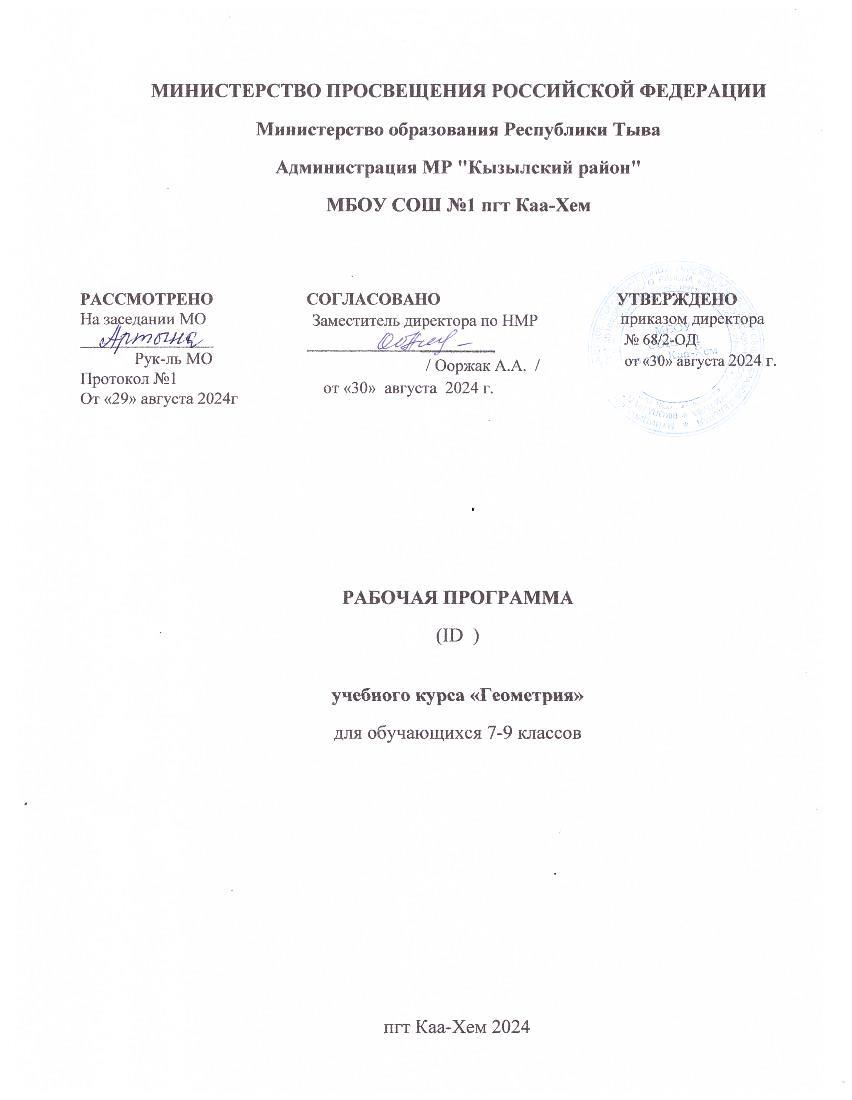 МИНИСТЕРСТВО ПРОСВЕЩЕНИЯ РОССИЙСКОЙ ФЕДЕРАЦИИ
Министерство образования Республики Тыва
Администрация МР "Кызылский район"
МБОУ СОШ №1 пгт Каа-Хем
РАССМОТРЕНО
На заседании МО
Рук-ль МО
Протокол №1
От «29» августа 2024г
СОГЛАСОВАНО
Заместитель директора по НМР
/ Ооржак А.А. /
от «30» августа 2024 г.
УТВЕРЖДЕНО
приказом директора
№ 68/2-ОД
от «30» августа 2024 г.
РАБОЧАЯ ПРОГРАММА
(ID )
учебного курса «Геометрия»
для обучающихся 7-9 классов
пгт Каа-Хем 2024